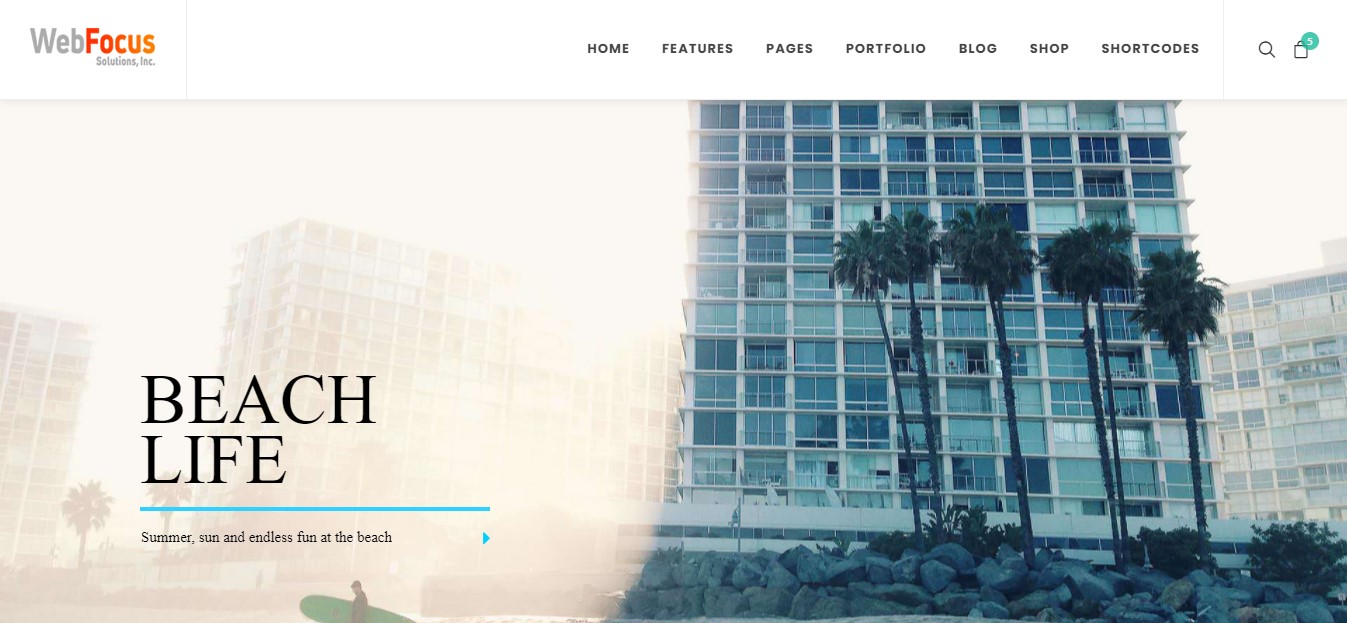 WebFocus
Solutions, Inc.
HOME FEATURES PAGES PORTFOLIO BLOG SHOP SHORTCODES
5
BEACH
LIFE
Summer, sun and endless fun at the beach